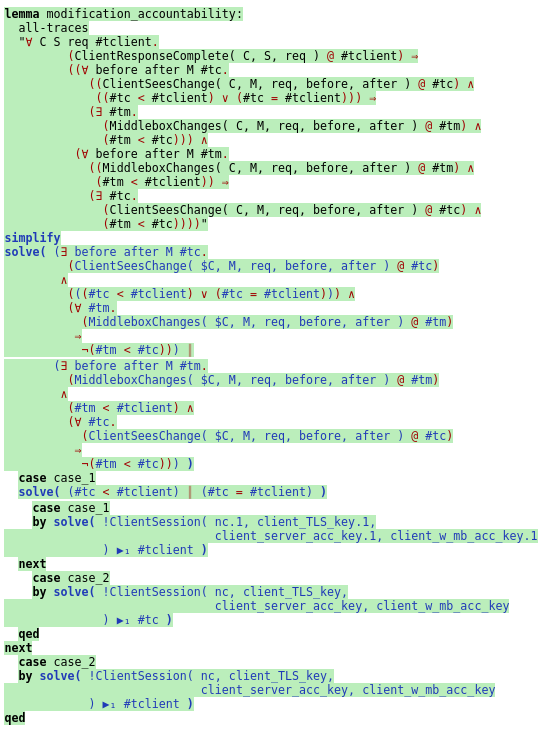 lemma modification_accountability:
all-traces
"∀ C S req #tclient.
(ClientResponseComplete( C, S, req ) @ #tclient) ⇒
((∀ before after M #tc.
((ClientSeesChange( C, M, req, before, after ) @ #tc) ∧
((#tc < #tclient) ∨ (#tc = #tclient))) ⇒
(∃ #tm.
(MiddleboxChanges( C, M, req, before, after ) @ #tm) ∧
(#tm < #tc))) ∧
(∀ before after M #tm.
((MiddleboxChanges( C, M, req, before, after ) @ #tm) ∧
(#tm < #tclient)) ⇒
(∃ #tc.
(ClientSeesChange( C, M, req, before, after ) @ #tc) ∧
(#tm < #tc))))"
simplify
solve( (∃ before after M #tc.
(ClientSeesChange( $C, M, req, before, after ) @ #tc)
∧
(((#tc < #tclient) ∨ (#tc = #tclient))) ∧
(∀ #tm.
(MiddleboxChanges( $C, M, req, before, after ) @ #tm)
⇒
¬(#tm < #tc))) |
(∃ before after M #tm.
(MiddleboxChanges( $C, M, req, before, after ) @ #tm)
∧
(#tm < #tclient) ∧
(∀ #tc.
(ClientSeesChange( $C, M, req, before, after ) @ #tc)
⇒
¬(#tm < #tc))) )
case case_1
solve( (#tc < #tclient) | (#tc = #tclient) )
case case_1
by solve( !ClientSession( nc.1, client_TLS_key.1,
client_server_acc_key.1, client_w_mb_acc_key.1
) ▶₁ #tclient )
next
case case_2
by solve( !ClientSession( nc, client_TLS_key,
client_server_acc_key, client_w_mb_acc_key
) ▶₁ #tc )
qed
next
case case_2
by solve( !ClientSession( nc, client_TLS_key,
client_server_acc_key, client_w_mb_acc_key
) ▶₁ #tclient )
qed